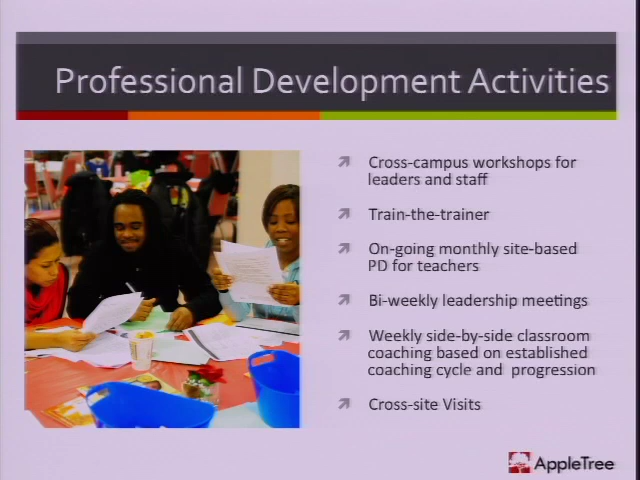 Professional Development Activities
Cross-campus workshops for
leaders and staff
Train-the-trainer
On-going monthly site-based
PD for teachers
Bi-weekly leadership meetings
Weekly side-by-side classroom
coaching based on established
coaching cycle and progression
Cross-site Visits
AppleTree